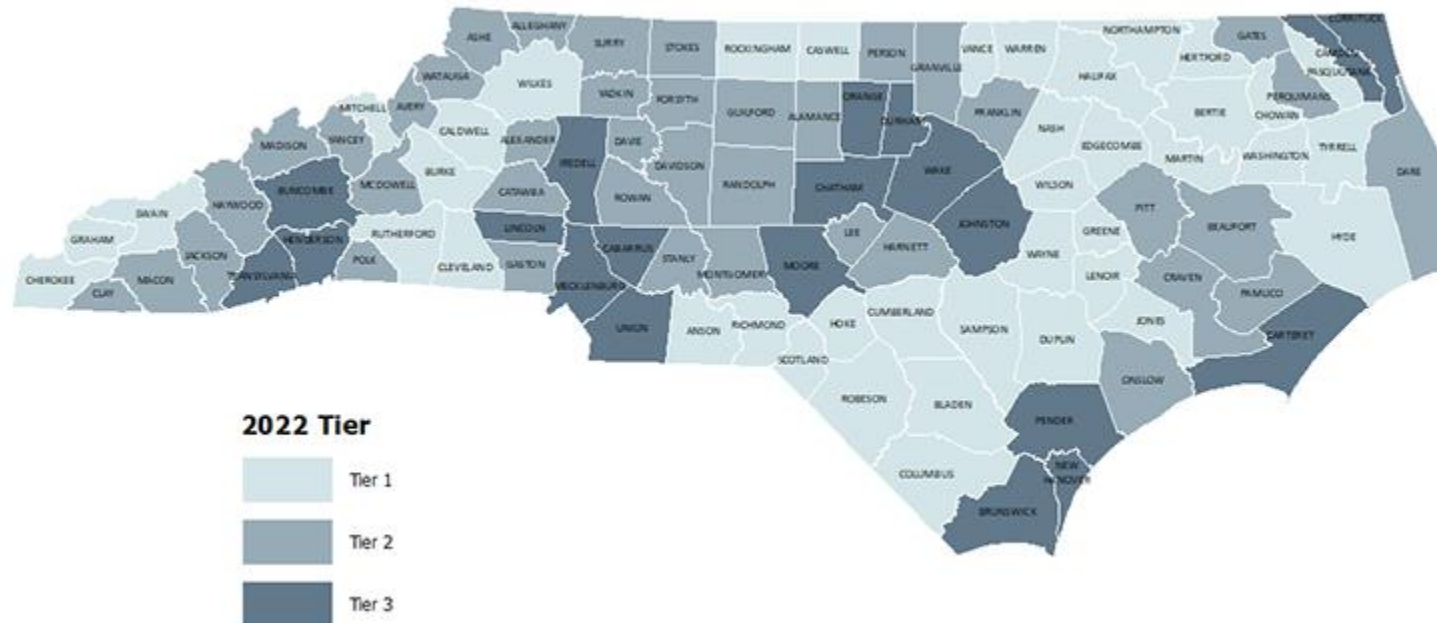 ALLEGHANY
ASHE
SURRY
STOKES
ROCKINGHAM
CASWELL
PERSON
GRANVILLE
VANCE
WARREN
NORTHAMPTON
GATES
CURRITUCK
CAMDEN
PASQUOTANK
HERTFORD
HALIFAX
WATAUGA
WILKES
YADKIN
FORSYTH
GUILFORD
ALAMANCE
ORANGE
DURHAM
FRANKLIN
BERTIE
PERQUIMANS
CHOWAN
MITCHELL
AVERY
CALDWELL
ALEXANDER
IREDELL
DAVIE
DAVIDSON
RANDOLPH
CHATHAM
WAKE
NASH
EDGECOMBE
MARTIN
WASHINGTON
TYRRELL
DARE
MADISON
YANCEY
MCDOWELL
BURKE
CATAWBA
ROWAN
WILSON
BUNCOMBE
HAYWOOD
SWAIN
LINCOLN
JOHNSTON
PITT
BEAUFORT
HYDE
GRAHAM
JACKSON
HENDERSON
RUTHERFORD
CLEVELAND
GASTON
CABARRUS
STANLY
MONTGOMERY
MOORE
LEE
HARNETT
WAYNE
GREENE
LENOIR
CRAVEN
PAMLICO
CHEROKEE
CLAY
MACON
TRANSYLVANIA
POLK
MECKLENBURG
UNION
ANSON
RICHMOND
SCOTLAND
HOKE
CUMBERLAND
SAMPSON
DUPLIN
JONES
CARTERET
ONSLOW
ROBESON
BLADEN
PENDER
COLUMBUS
NEW
HANOVER
BRUNSWICK
2022 Tier
Tier 1
Tier 2
Tier 3